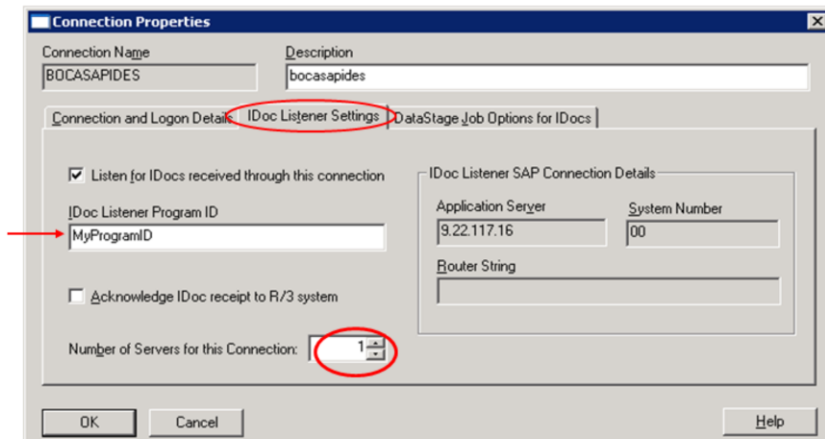 Connection Properties
Connection Name
BOCASAPIDES
Description
bocasapides
Connection and Logon Details
IDoc Listener Settings
DataStage Job Options for IDocs
Listen for IDocs received through this connection
IDoc Listener Program ID
MyProgramID
Acknowledge IDoc receipt to R/3 system
Number of Servers for this Connection: 1
IDoc Listener SAP Connection Details
Application Server
9.22.117.16
System Number
00
Router String
OK
Cancel
Help